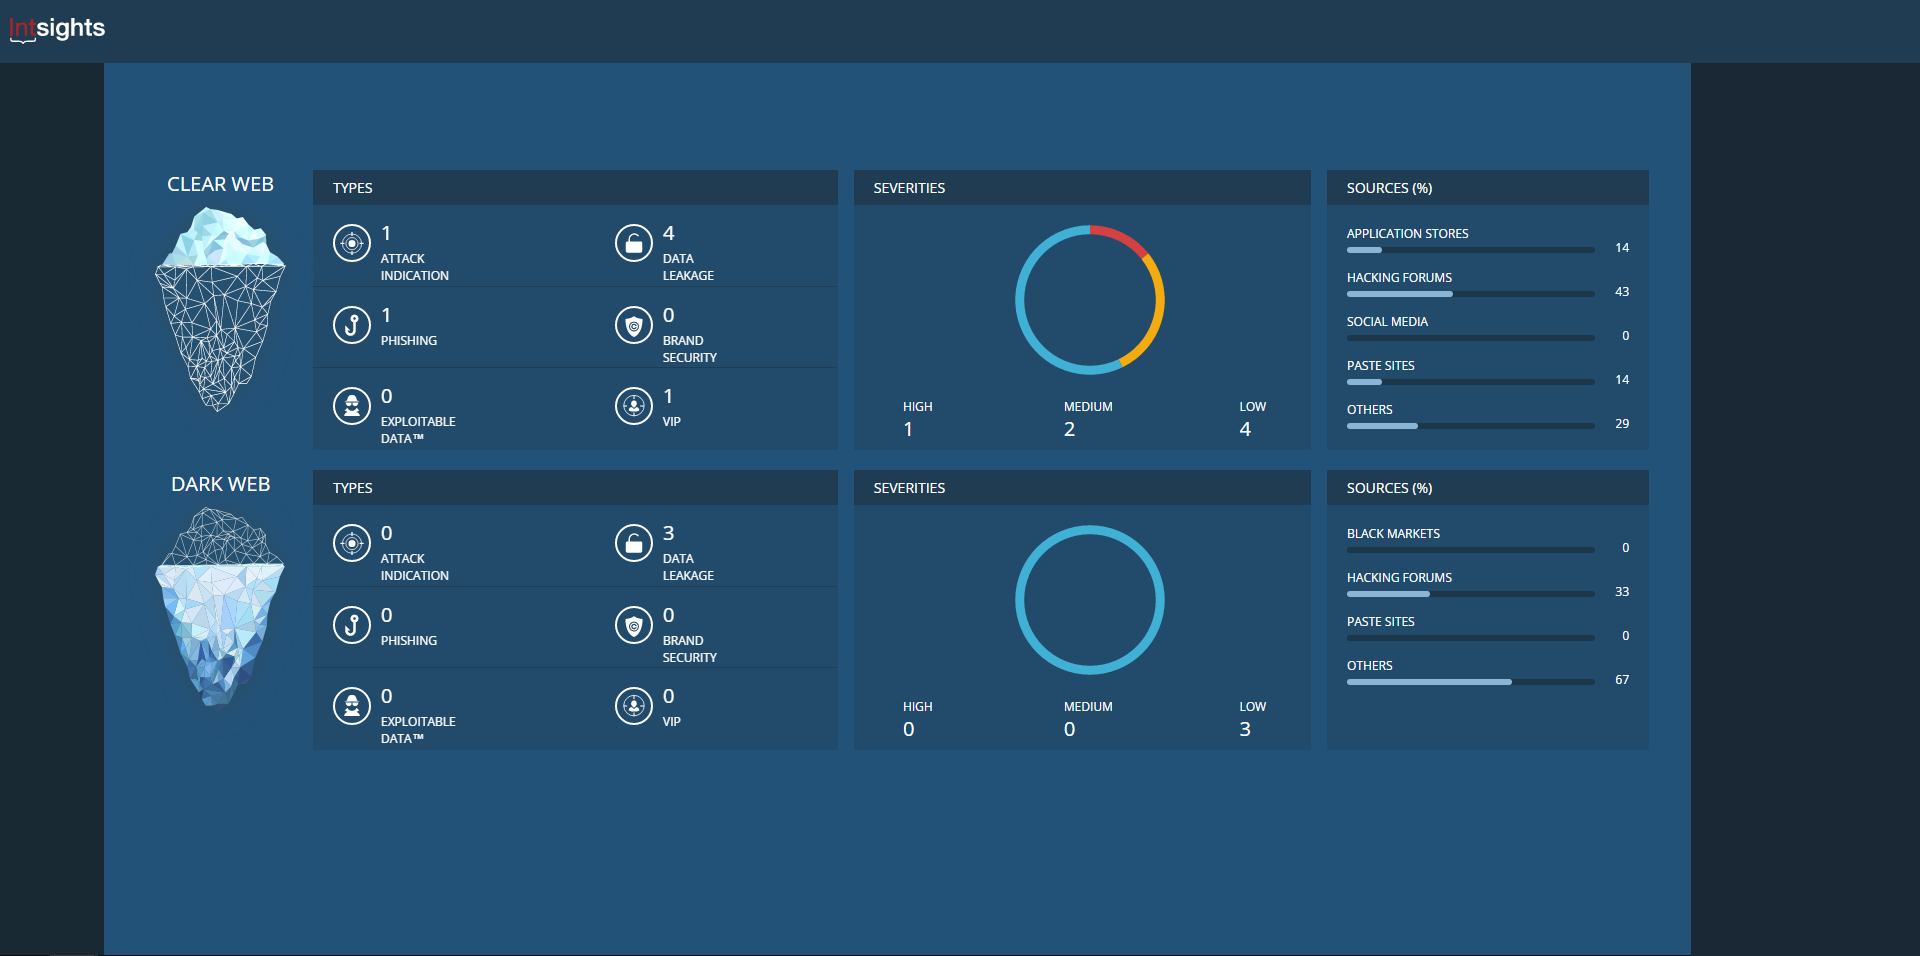 Intsights
CLEAR WEB
TYPES
1
ATTACK
INDICATION
4
DATA
LEAKAGE
1
PHISHING
0
BRAND
SECURITY
0
EXPLOITABLE
DATA™
1
VIP
SEVERITIES
HIGH
1
MEDIUM
2
LOW
4
SOURCES (%)
APPLICATION STORES
14
HACKING FORUMS
43
SOCIAL MEDIA
0
PASTE SITES
14
OTHERS
29
DARK WEB
TYPES
0
ATTACK
INDICATION
3
DATA
LEAKAGE
0
PHISHING
0
BRAND
SECURITY
0
EXPLOITABLE
DATA™
0
VIP
SEVERITIES
HIGH
0
MEDIUM
0
LOW
3
SOURCES (%)
BLACK MARKETS
0
HACKING FORUMS
33
PASTE SITES
0
OTHERS
67